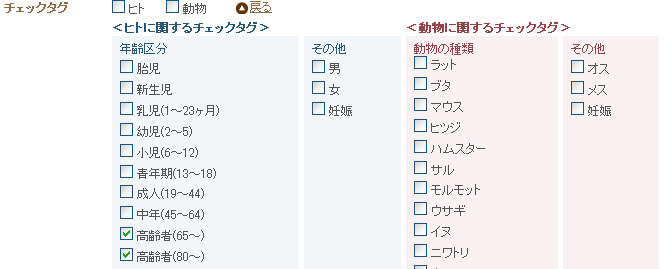 チェックタグ
ヒト 動物 戻る
＜ヒトに関するチェックタグ＞
年齢区分
胎児
新生児
乳児(1～23ヶ月)
幼児(2～5)
小児(6～12)
青年期(13～18)
成人(19～44)
中年(45～64)
高齢者(65～)
高齢者(80～)
その他
男
女
妊娠
＜動物に関するチェックタグ＞
動物の種類
ラット
ブタ
マウス
ヒツジ
ハムスター
サル
モルモット
ウサギ
イヌ
ニワトリ
その他
オス
メス
妊娠